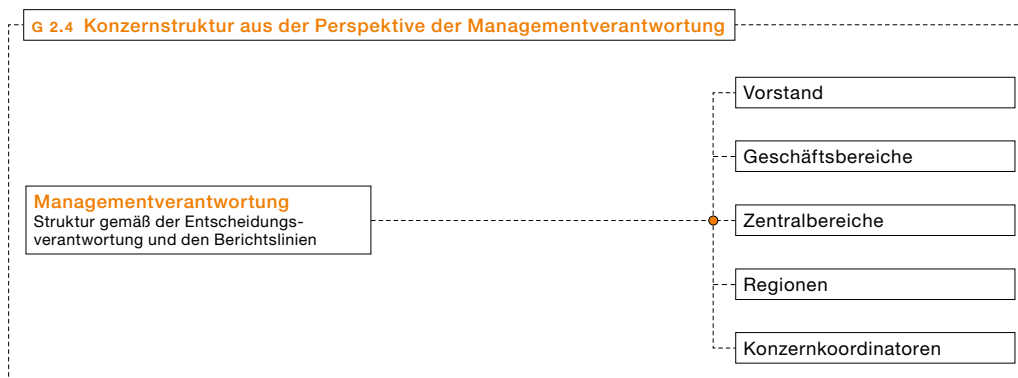 G 2.4 Konzernstruktur aus der Perspektive der Managementverantwortung
Vorstand
Geschäftsbereiche
Managementverantwortung
Struktur gemäß der Entscheidungs-
verantwortung und den Berichtslinien
Zentralbereiche
Regionen
Konzernkoordinatoren